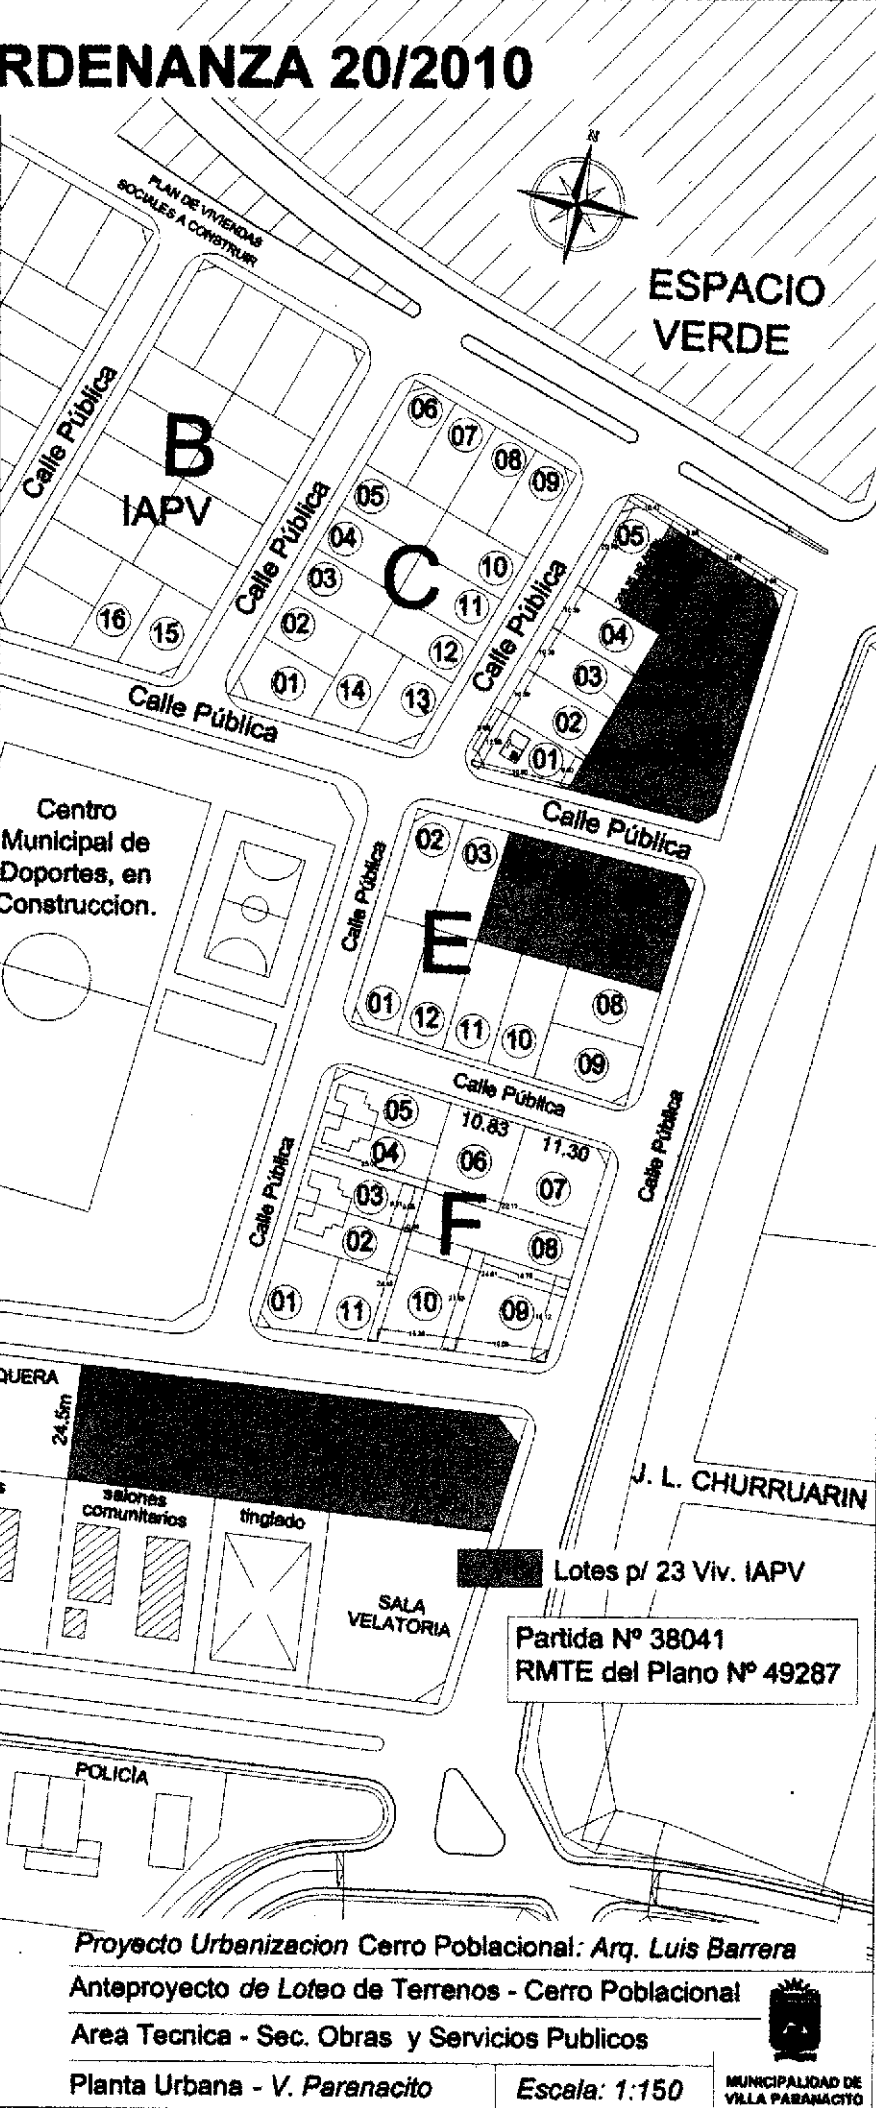 RDENANZA 20/2010
N
PLAN DE VIVIENDAS
SOCIALES A CONSTRUIR
ESPACIO
VERDE
Calle Pública
B
IAPV
16
15
Calle Pública
06
07
08
09
05
04
03
02
01
C
10
11
12
13
14
Calle Pública
05
04
03
02
01
Calle Pública
Calle Pública
Centro
Municipal de
Doportes, en
Construccion.
Calle Pública
02
03
E
01
12
11
10
08
09
Calle Pública
Calle Pública
Calle Pública
05
10.83
11.30
04
06
07
03
F
02
08
01
11
10
09
QUERA
24.5m
salones
comunitarios
tinglado
SALA
VELATORIA
J. L. CHURRUARIN
Lotes p/ 23 Viv. IAPV
Partida Nº 38041
RMTE del Plano Nº 49287
POLICÍA
Proyecto Urbanizacion Cerro Poblacional: Arq. Luis Barrera
Anteproyecto de Loteo de Terrenos - Cerro Poblacional
Area Tecnica - Sec. Obras y Servicios Publicos
Planta Urbana - V. Paranacito
Escala: 1:150
MUNICIPALIDAD DE
VILLA PARANACITO